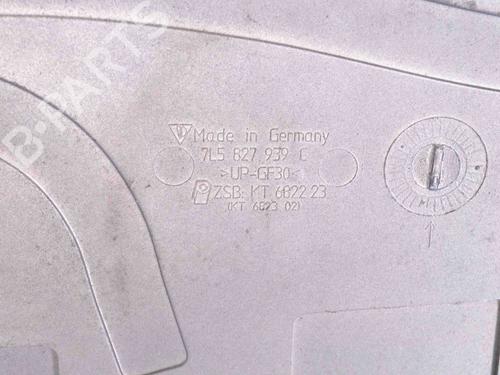 B-PARTS
Made in Germany
7L5 827 939 C
>UP-GF30<
ZSB: KT 6822 23
(KT 6823 02)